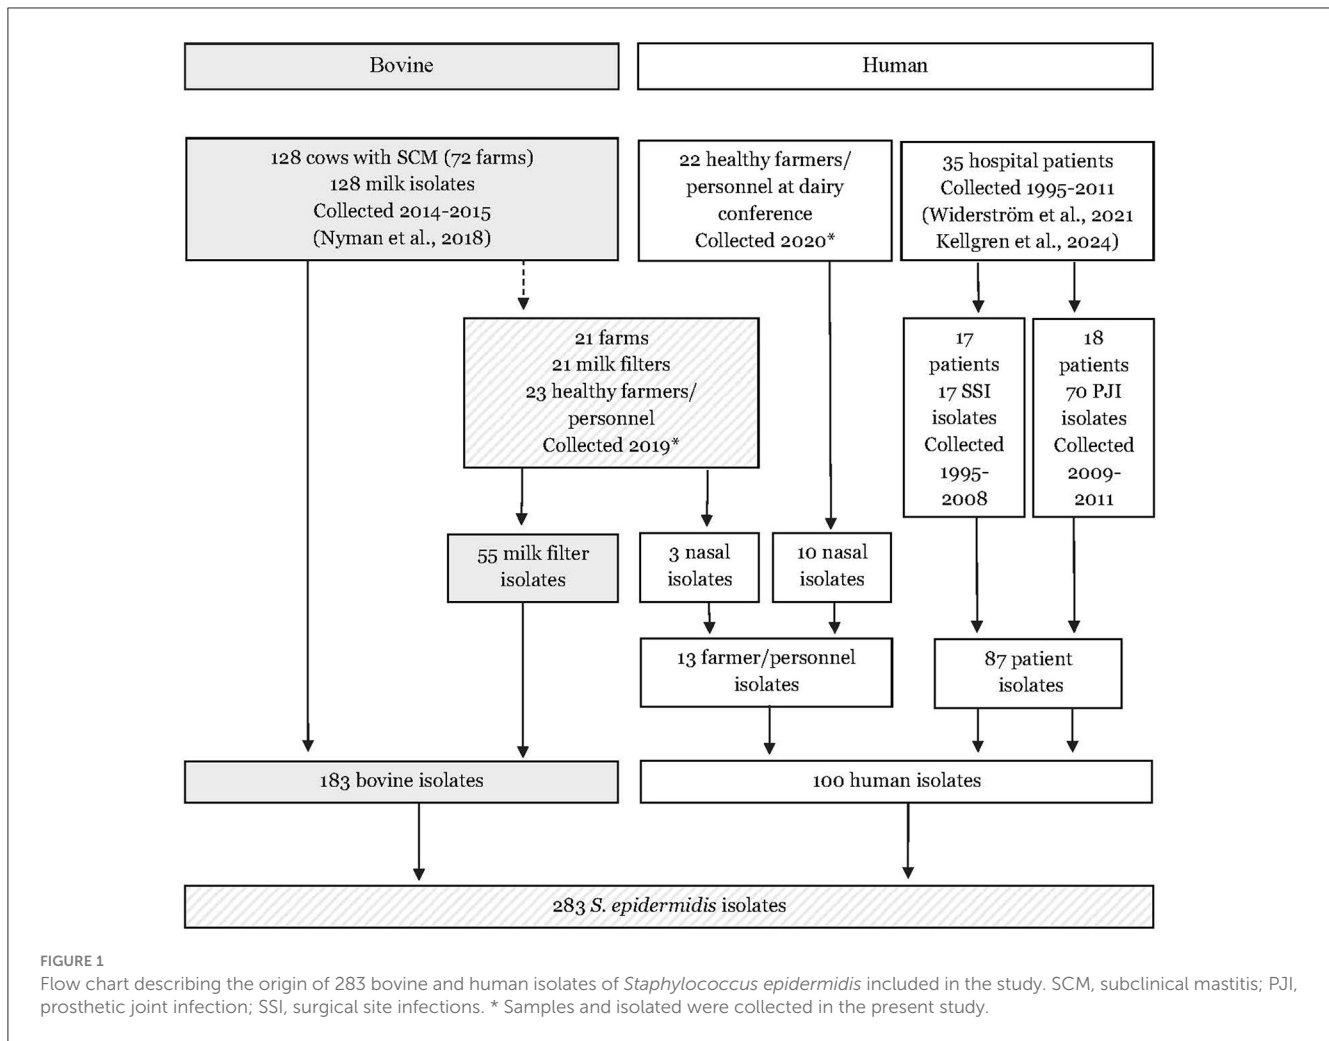 Bovine
Human
128 cows with SCM (72 farms)
128 milk isolates
Collected 2014-2015
(Nyman et al., 2018)
22 healthy farmers/
personnel at dairy
conference
Collected 2020*
35 hospital patients
Collected 1995-2011
(Widerström et al., 2021
Kellgren et al., 2024)
21 farms
21 milk filters
23 healthy farmers/
personnel
Collected 2019*
17
patients
17 SSI
isolates
Collected
1995-
2008
18
patients
70 PJI
isolates
Collected
2009-
2011
55 milk filter
isolates
3 nasal
isolates
10 nasal
isolates
13 farmer/personnel
isolates
87 patient
isolates
183 bovine isolates
100 human isolates
283 S. epidermidis isolates
FIGURE 1
Flow chart describing the origin of 283 bovine and human isolates of Staphylococcus epidermidis included in the study. SCM, subclinical mastitis; PJI,
prosthetic joint infection; SSI, surgical site infections. * Samples and isolated were collected in the present study.